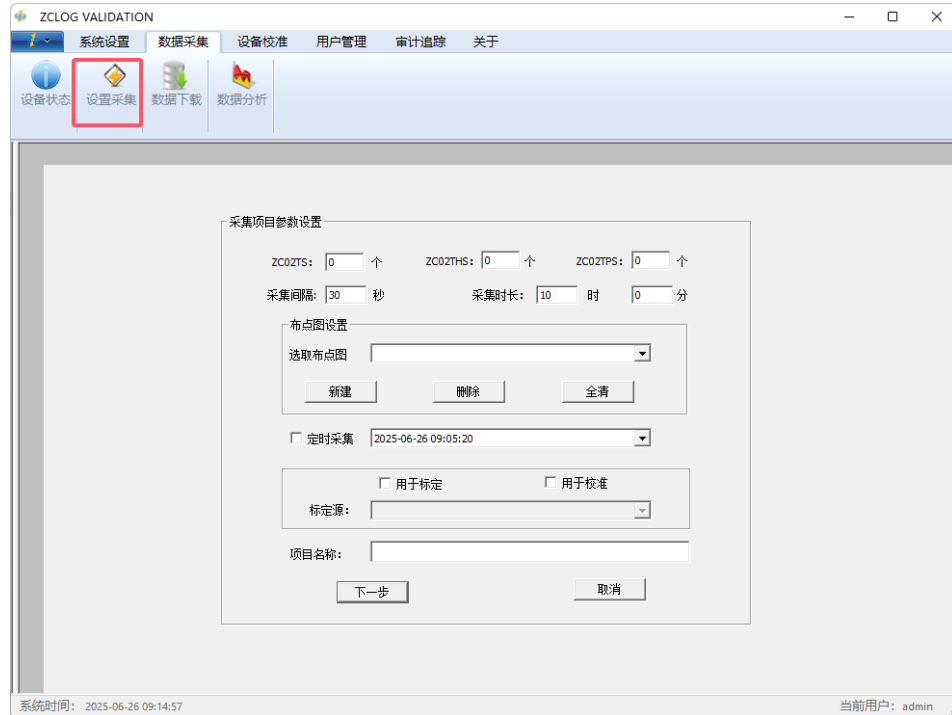 ZCLOG VALIDATION
系统设置 数据采集 设备校准 用户管理 审计追踪 关于
设备状态 设置采集 数据下载 数据分析
采集项目参数设置
ZC02TS: 0 个 ZC02THS: 0 个 ZC02TPS: 0 个
采集间隔: 30 秒 采集时长: 10 时 0 分
布点图设置
选取布点图
新建 删除 全清
定时采集 2025-06-26 09:05:20
用于标定 用于校准
标定源:
项目名称:
下一步 取消
系统时间: 2025-06-26 09:14:57 当前用户: admin